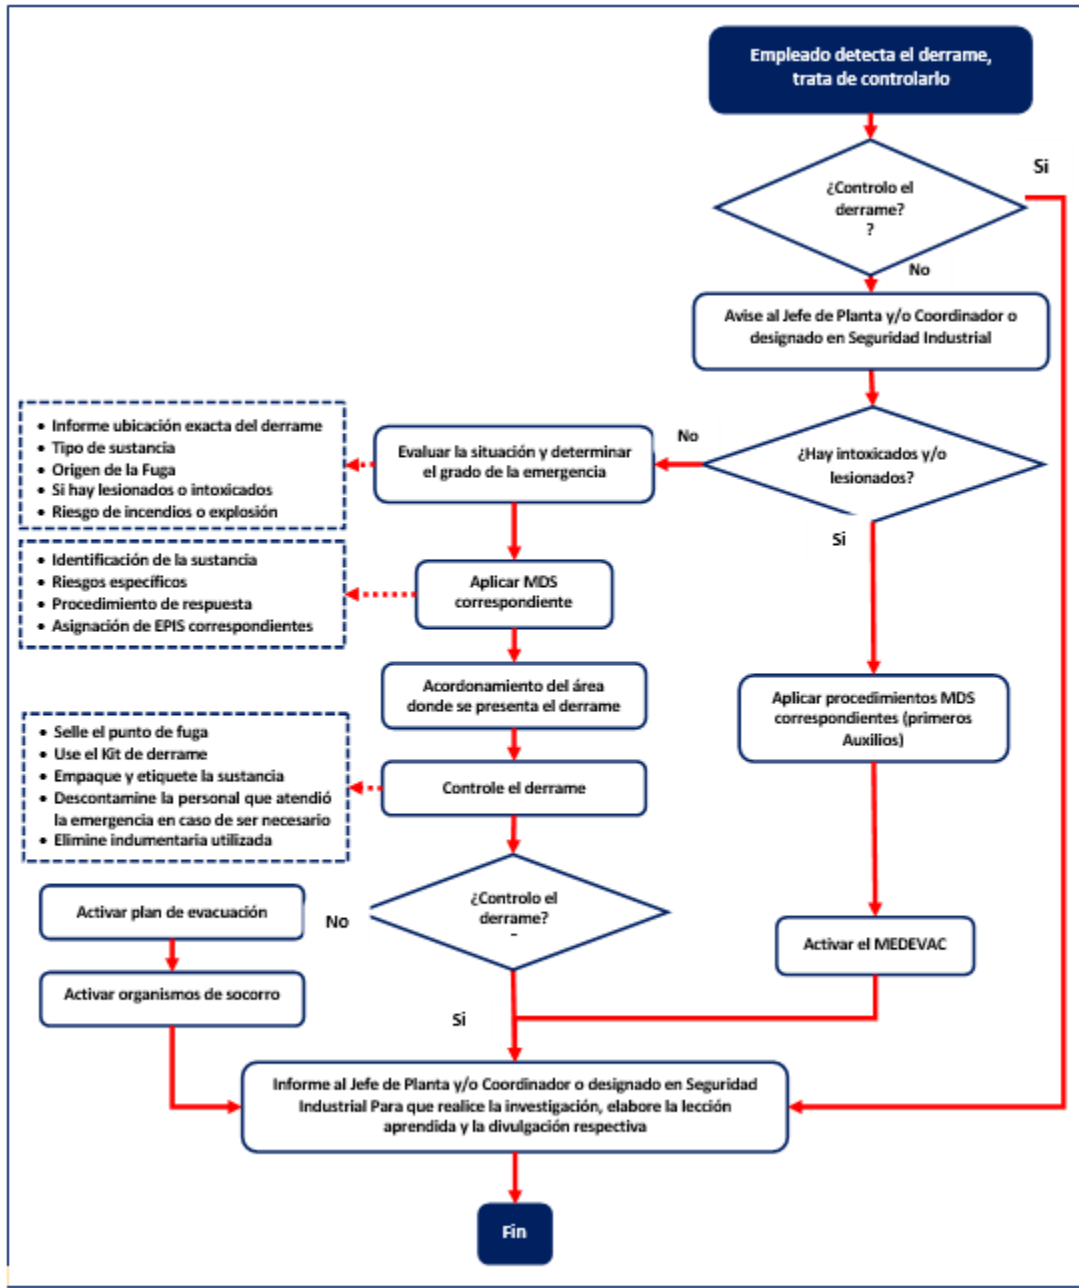 Empleado detecta el derrame,
trata de controlarlo
Si
¿Controlo el
derrame?
?
No
Avise al Jefe de Planta y/o Coordinador o
designado en Seguridad Industrial
¿Hay intoxicados y/o
lesionados?
No
Evaluar la situación y determinar
el grado de la emergencia
• Informe ubicación exacta del derrame
• Tipo de sustancia
• Origen de la Fuga
• Si hay lesionados o intoxicados
• Riesgo de incendios o explosión
Si
• Identificación de la sustancia
• Riesgos específicos
• Procedimiento de respuesta
• Asignación de EPIS correspondientes
Aplicar MDS
correspondiente
Acordonamiento del área
donde se presenta el derrame
Aplicar procedimientos MDS
correspondientes (primeros
Auxilios)
• Selle el punto de fuga
• Use el Kit de derrame
• Empaque y etiquete la sustancia
• Descontamine la personal que atendió
la emergencia en caso de ser necesario
• Elimine indumentaria utilizada
Controle el derrame
Activar plan de evacuación
No
¿Controlo el
derrame?
-
Activar el MEDEVAC
Activar organismos de socorro
Si
Informe al Jefe de Planta y/o Coordinador o designado en Seguridad
Industrial Para que realice la investigación, elabore la lección
aprendida y la divulgación respectiva
Fin